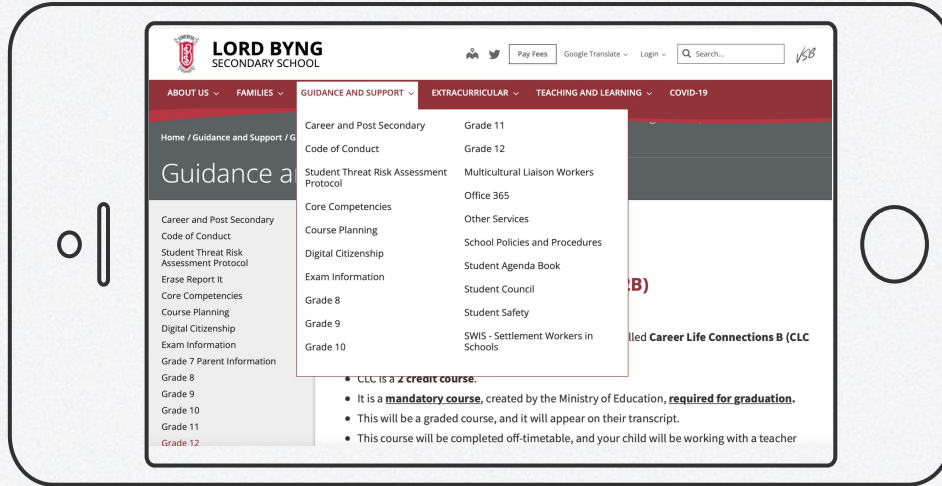 LORD BYNG
SECONDARY SCHOOL
Pay Fees
Google Translate
Login
Search...
VSB
ABOUT US
FAMILIES
GUIDANCE AND SUPPORT
EXTRACURRICULAR
TEACHING AND LEARNING
COVID-19
Home / Guidance and Support / G
Guidance a
Career and Post Secondary
Code of Conduct
Student Threat Risk Assessment
Protocol
Core Competencies
Course Planning
Digital Citizenship
Exam Information
Grade 8
Grade 9
Grade 10
Grade 11
Grade 12
Multicultural Liaison Workers
Office 365
Other Services
School Policies and Procedures
Student Agenda Book
Student Council
Student Safety
SWIS - Settlement Workers in
Schools
Career and Post Secondary
Code of Conduct
Student Threat Risk
Assessment Protocol
Erase Report It
Core Competencies
Course Planning
Digital Citizenship
Exam Information
Grade 7 Parent Information
Grade 8
Grade 9
Grade 10
Grade 11
Grade 12
2B)
lled Career Life Connections B (CLC
• CLC is a 2 credit course.
• It is a mandatory course, created by the Ministry of Education, required for graduation.
• This will be a graded course, and it will appear on their transcript.
• This course will be completed off-timetable, and your child will be working with a teacher